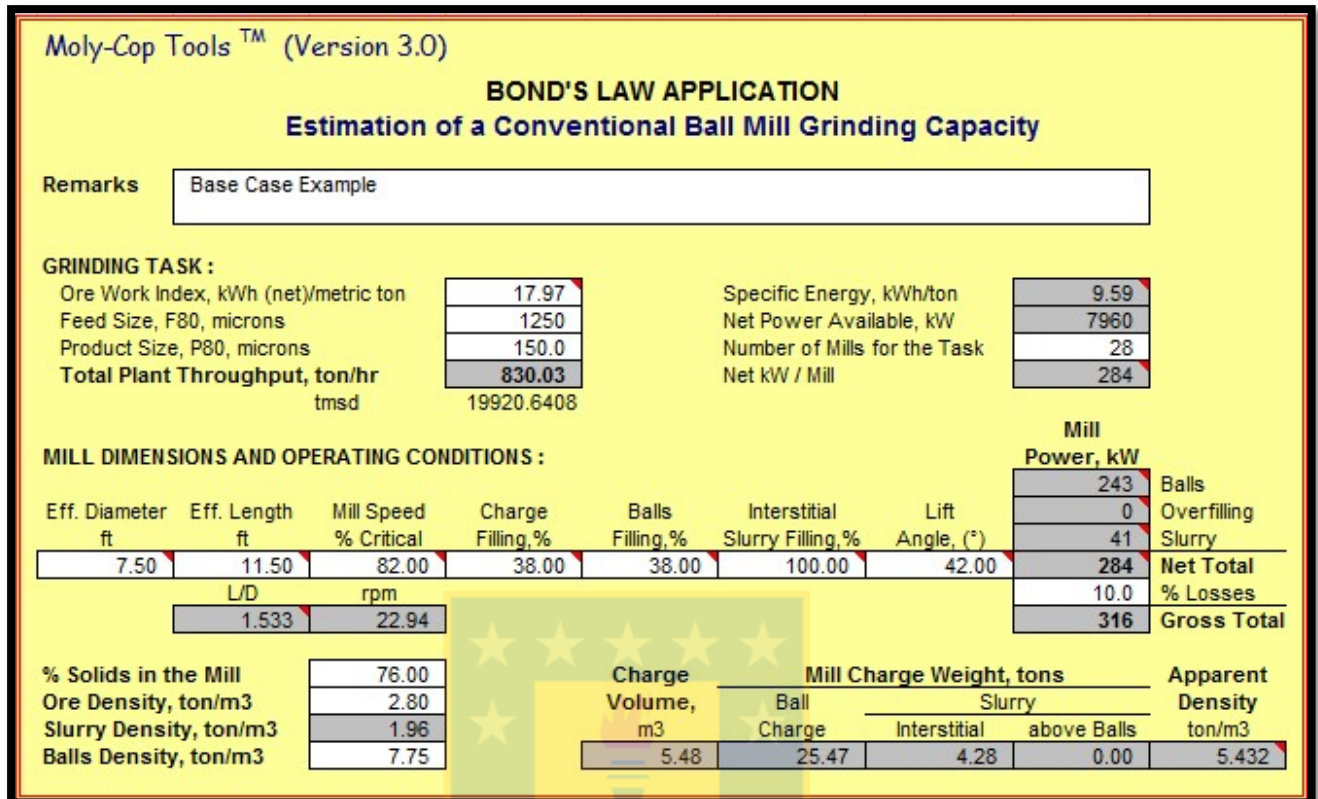 Moly-Cop Tools TM (Version 3.0)
BOND'S LAW APPLICATION
Estimation of a Conventional Ball Mill Grinding Capacity
Remarks Base Case Example
GRINDING TASK :
Ore Work Index, kWh (net)/metric ton 17.97 Specific Energy, kWh/ton 9.59
Feed Size, F80, microns 1250 Net Power Available, kW 7960
Product Size, P80, microns 150.0 Number of Mills for the Task 28
Total Plant Throughput, ton/hr 830.03 Net kW / Mill 284
tmsd 19920.6408
Mill
MILL DIMENSIONS AND OPERATING CONDITIONS : Power, kW
243 Balls
Eff. Diameter Eff. Length Mill Speed Charge Balls Interstitial Lift 0 Overfilling
ft ft % Critical Filling,% Filling,% Slurry Filling,% Angle, (°) 41 Slurry
7.50 11.50 82.00 38.00 38.00 100.00 42.00 284 Net Total
L/D rpm 10.0 % Losses
1.533 22.94 316 Gross Total
% Solids in the Mill 76.00 Charge Mill Charge Weight, tons Apparent
Ore Density, ton/m3 2.80 Volume, Ball Slurry Density
Slurry Density, ton/m3 1.96 m3 Charge Interstitial above Balls ton/m3
Balls Density, ton/m3 7.75 5.48 25.47 4.28 0.00 5.432